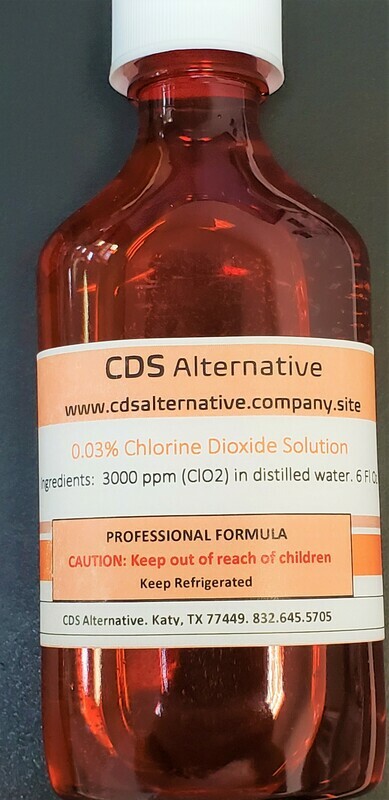 CDS Alternative
www.cdsalternative.company.site
0.03% Chlorine Dioxide Solution
ngredients: 3000 ppm (ClO2) in distilled water. 6 Fl O
PROFESSIONAL FORMULA
CAUTION: Keep out of reach of children
Keep Refrigerated
CDS Alternative. Katy, TX 77449. 832.645.5705